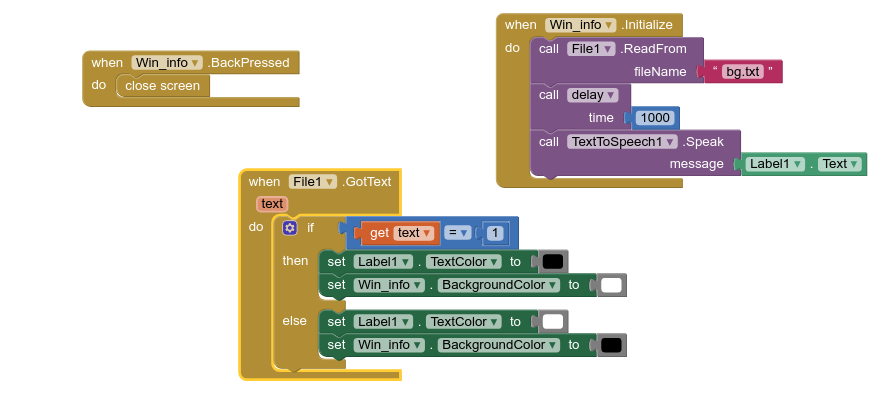 when Win_info .BackPressed
do close screen
when Win_info .Initialize
do call File1 .ReadFrom
fileName “ bg.txt ”
call delay
time 1000
call TextToSpeech1 .Speak
message Label1 . Text
when File1 .GotText
text
do if get text = 1
then set Label1 . TextColor to
set Win_info . BackgroundColor to
else set Label1 . TextColor to
set Win_info . BackgroundColor to